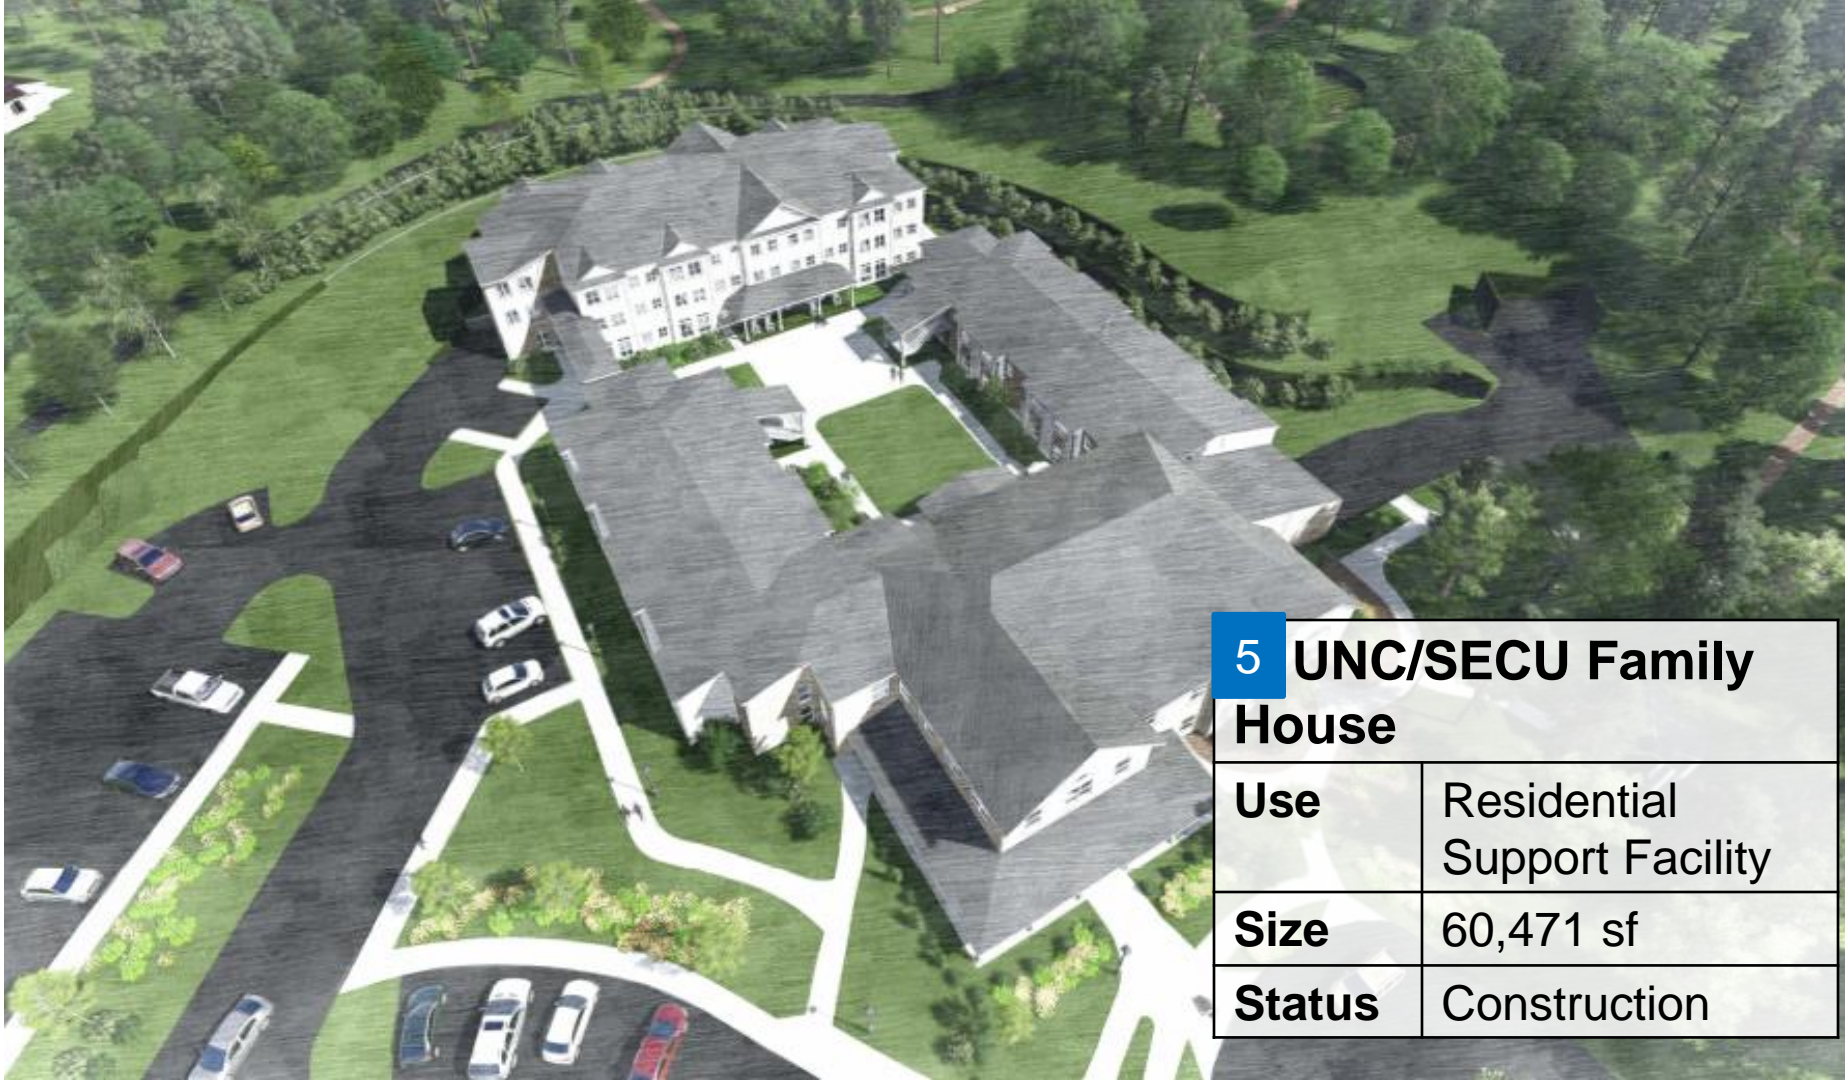 5 UNC/SECU Family
House
Use Residential
Support Facility
Size 60,471 sf
Status Construction